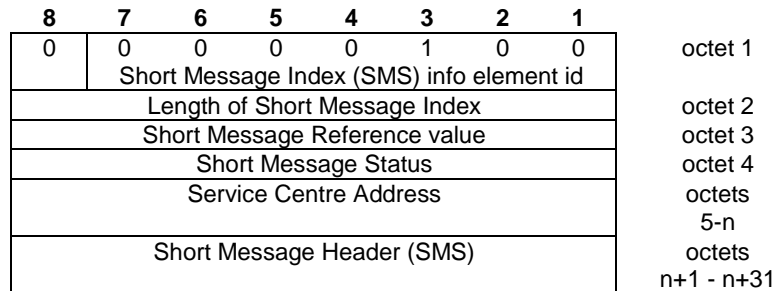 8 7 6 5 4 3 2 1
0 0 0 0 0 1 0 0 octet 1
Short Message Index (SMS) info element id
Length of Short Message Index octet 2
Short Message Reference value octet 3
Short Message Status octet 4
Service Centre Address octets
5-n
Short Message Header (SMS) octets
n+1 - n+31